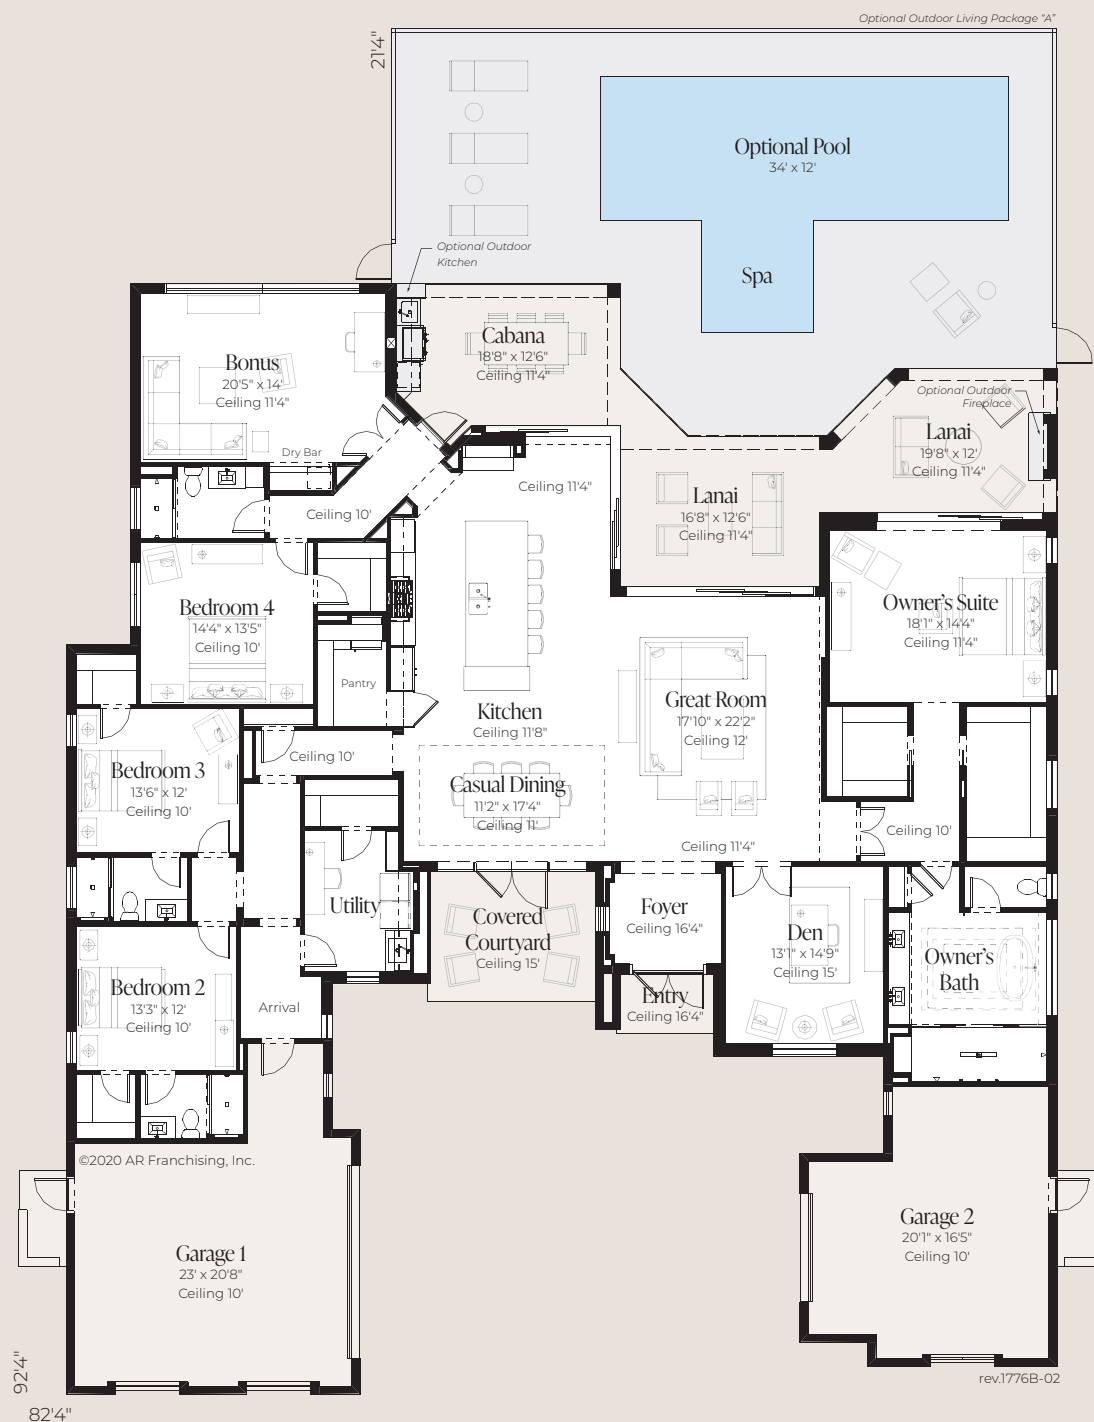 Optional Outdoor Living Package “A”
21'4"
Optional Pool
34' x 12'
Spa
Optional Outdoor
Kitchen
Cabana
18'8" x 12'6"
Ceiling 11'4"
Bonus
20'5" x 14'
Ceiling 11'4"
Dry Bar
Optional Outdoor
Fireplace
Lanai
19'8" x 12'
Ceiling 11'4"
Ceiling 11'4"
Lanai
16'8" x 12'6"
Ceiling 11'4"
Ceiling 10'
Bedroom 4
14'4" x 13'5"
Ceiling 10'
Owner’s Suite
18'1" x 14'4"
Ceiling 11'4"
Pantry
Kitchen
Ceiling 11'8"
Great Room
17'10" x 22'2"
Ceiling 12'
Ceiling 10'
Bedroom 3
13'6" x 12'
Ceiling 10'
Casual Dining
11'2" x 17'4"
Ceiling 11'
Ceiling 11'4"
Ceiling 10'
Utility
Covered
Courtyard
Ceiling 15'
Foyer
Ceiling 16'4"
Den
13'1" x 14'9"
Ceiling 15'
Owner’s
Bath
Bedroom 2
13'3" x 12'
Ceiling 10'
Arrival
Entry
Ceiling 16'4"
©2020 AR Franchising, Inc.
Garage 1
23' x 20'8"
Ceiling 10'
Garage 2
20'1" x 16'5"
Ceiling 10'
rev.1776B-02
92'4"
82'4"